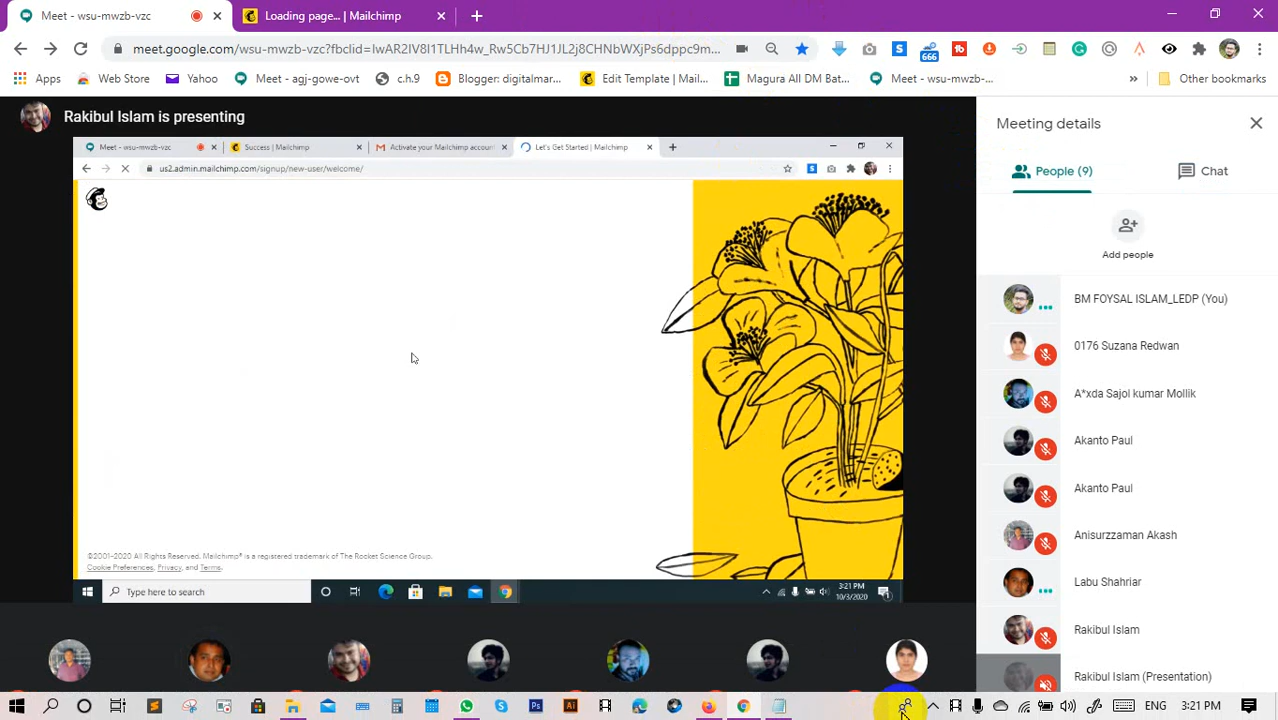 Meet - wsu-mwzb-vzc
Loading page... | Mailchimp
meet.google.com/wsu-mwzb-vzc?fbclid=IwAR2IV8I1TLHh4w_Rw5Cb7HJ1JL2j8CHNbWXjPs6dppc9m...
666
Apps
Web Store
Yahoo
Meet - agj-gowe-ovt
c.h.9
Blogger: digitalmar...
Edit Template | Mail...
Magura All DM Bat...
Meet - wsu-mwzb-vz...
»
Other bookmarks
Rakibul Islam is presenting
Meet - wsu-mwzb-vzc
Success | Mailchimp
Activate your Mailchimp account
Let's Get Started | Mailchimp
us2.admin.mailchimp.com/signup/new-user/welcome/
©2001-2020 All Rights Reserved. Mailchimp® is a registered trademark of The Rocket Science Group.
Cookie Preferences, Privacy, and Terms.
Type here to search
3:21 PM
10/3/2020
Meeting details
People (9)
Chat
Add people
BM FOYSAL ISLAM_LEDP (You)
0176 Suzana Redwan
A*xda Sajol kumar Mollik
Akanto Paul
Akanto Paul
Anisurzzaman Akash
Labu Shahriar
Rakibul Islam
Rakibul Islam (Presentation)
ENG
3:21 PM